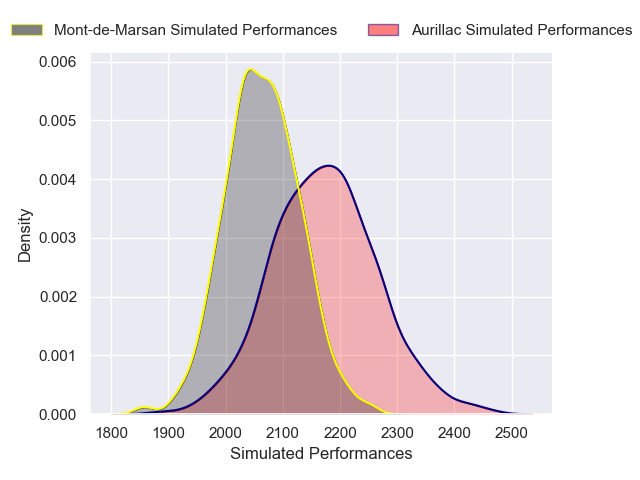 Mont-de-Marsan Simulated Performances Aurillac Simulated Performances
0.006
0.005
0.004
0.003
0.002
0.001
0.000
Density
1800 1900 2000 2100 2200 2300 2400 2500
Simulated Performances